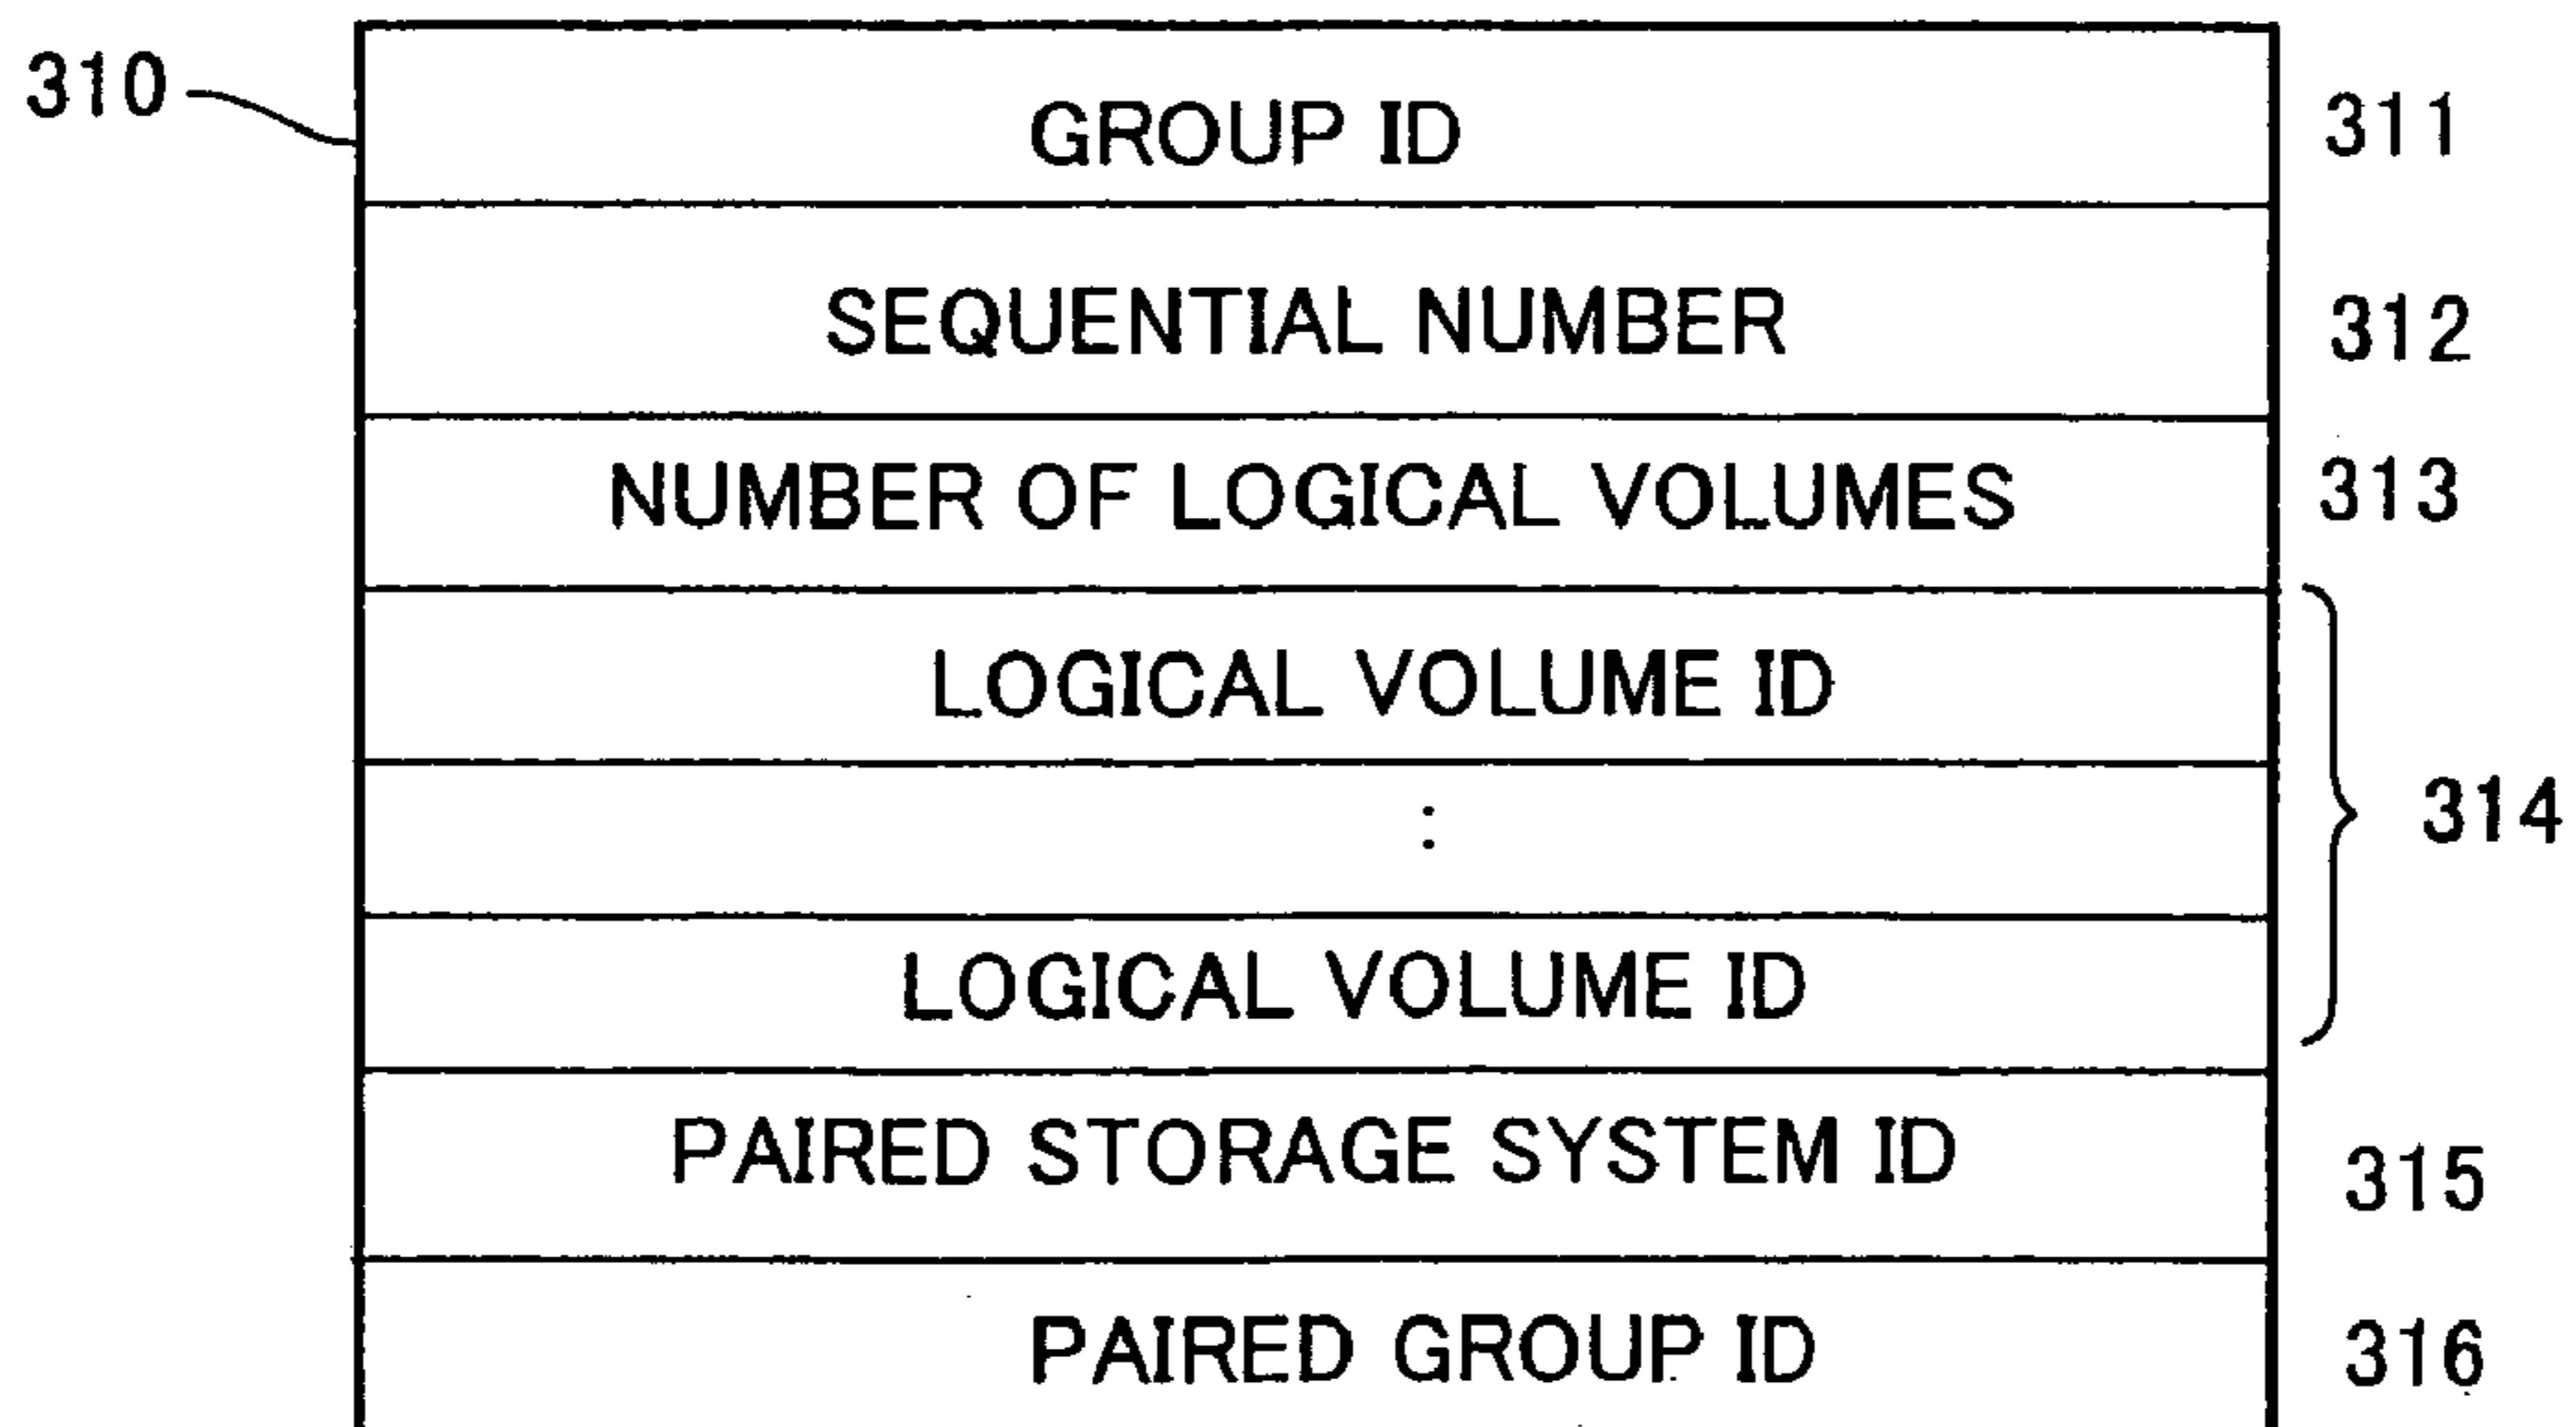 310
GROUP ID 311
SEQUENTIAL NUMBER 312
NUMBER OF LOGICAL VOLUMES 313
LOGICAL VOLUME ID
: 314
LOGICAL VOLUME ID
PAIRED STORAGE SYSTEM ID 315
PAIRED GROUP ID 316